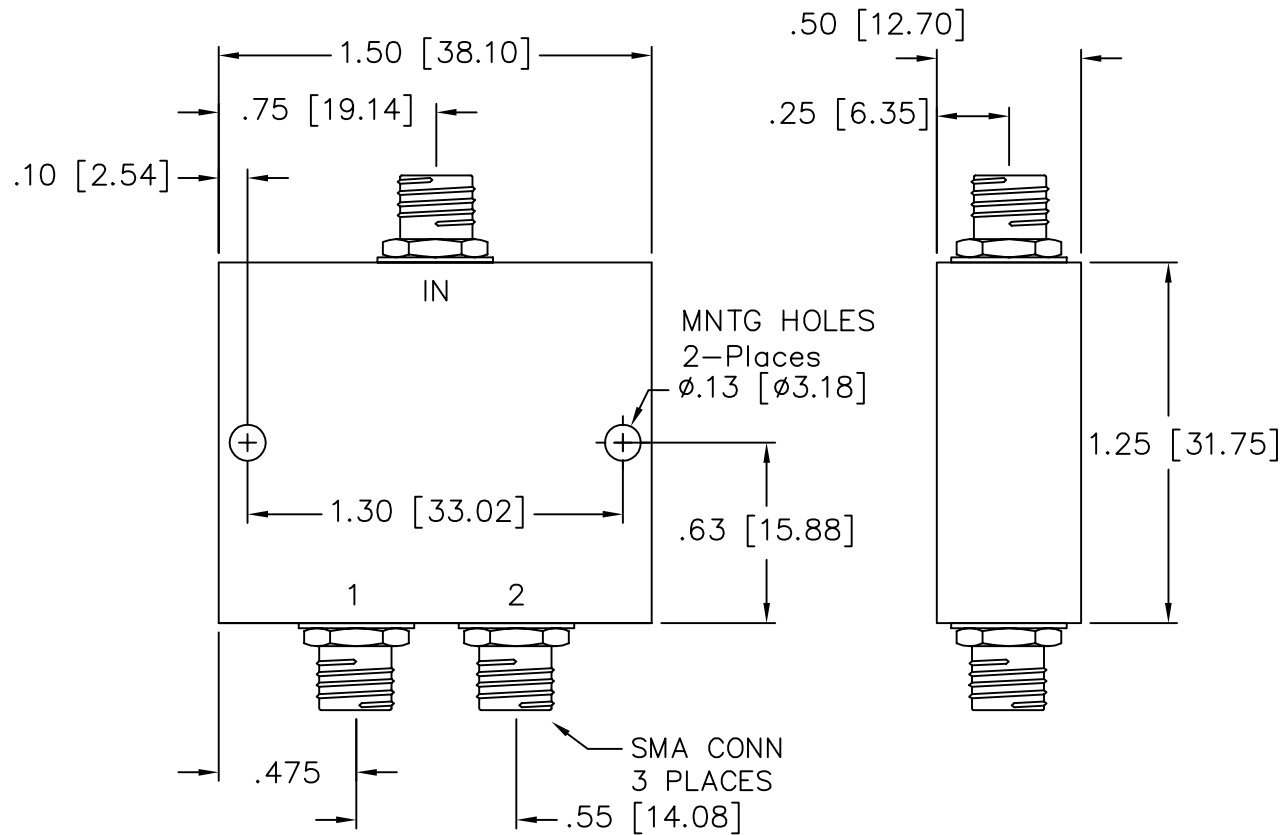 .50 [12.70]
1.50 [38.10]
.75 [19.14]
.25 [6.35]
.10 [2.54]
IN
MNTG HOLES
2-Places
ø.13 [ø3.18]
1.25 [31.75]
1.30 [33.02]
.63 [15.88]
1
2
SMA CONN
3 PLACES
.475
.55 [14.08]